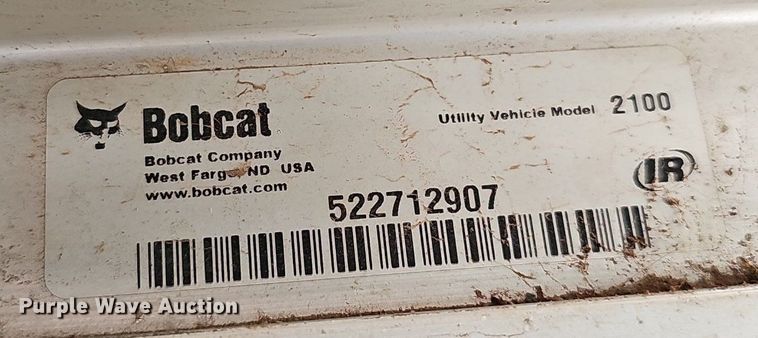 Bobcat
Utility Vehicle Model 2100
Bobcat Company
West Fargo, ND USA
www.bobcat.com
IR
522712907
Purple Wave Auction